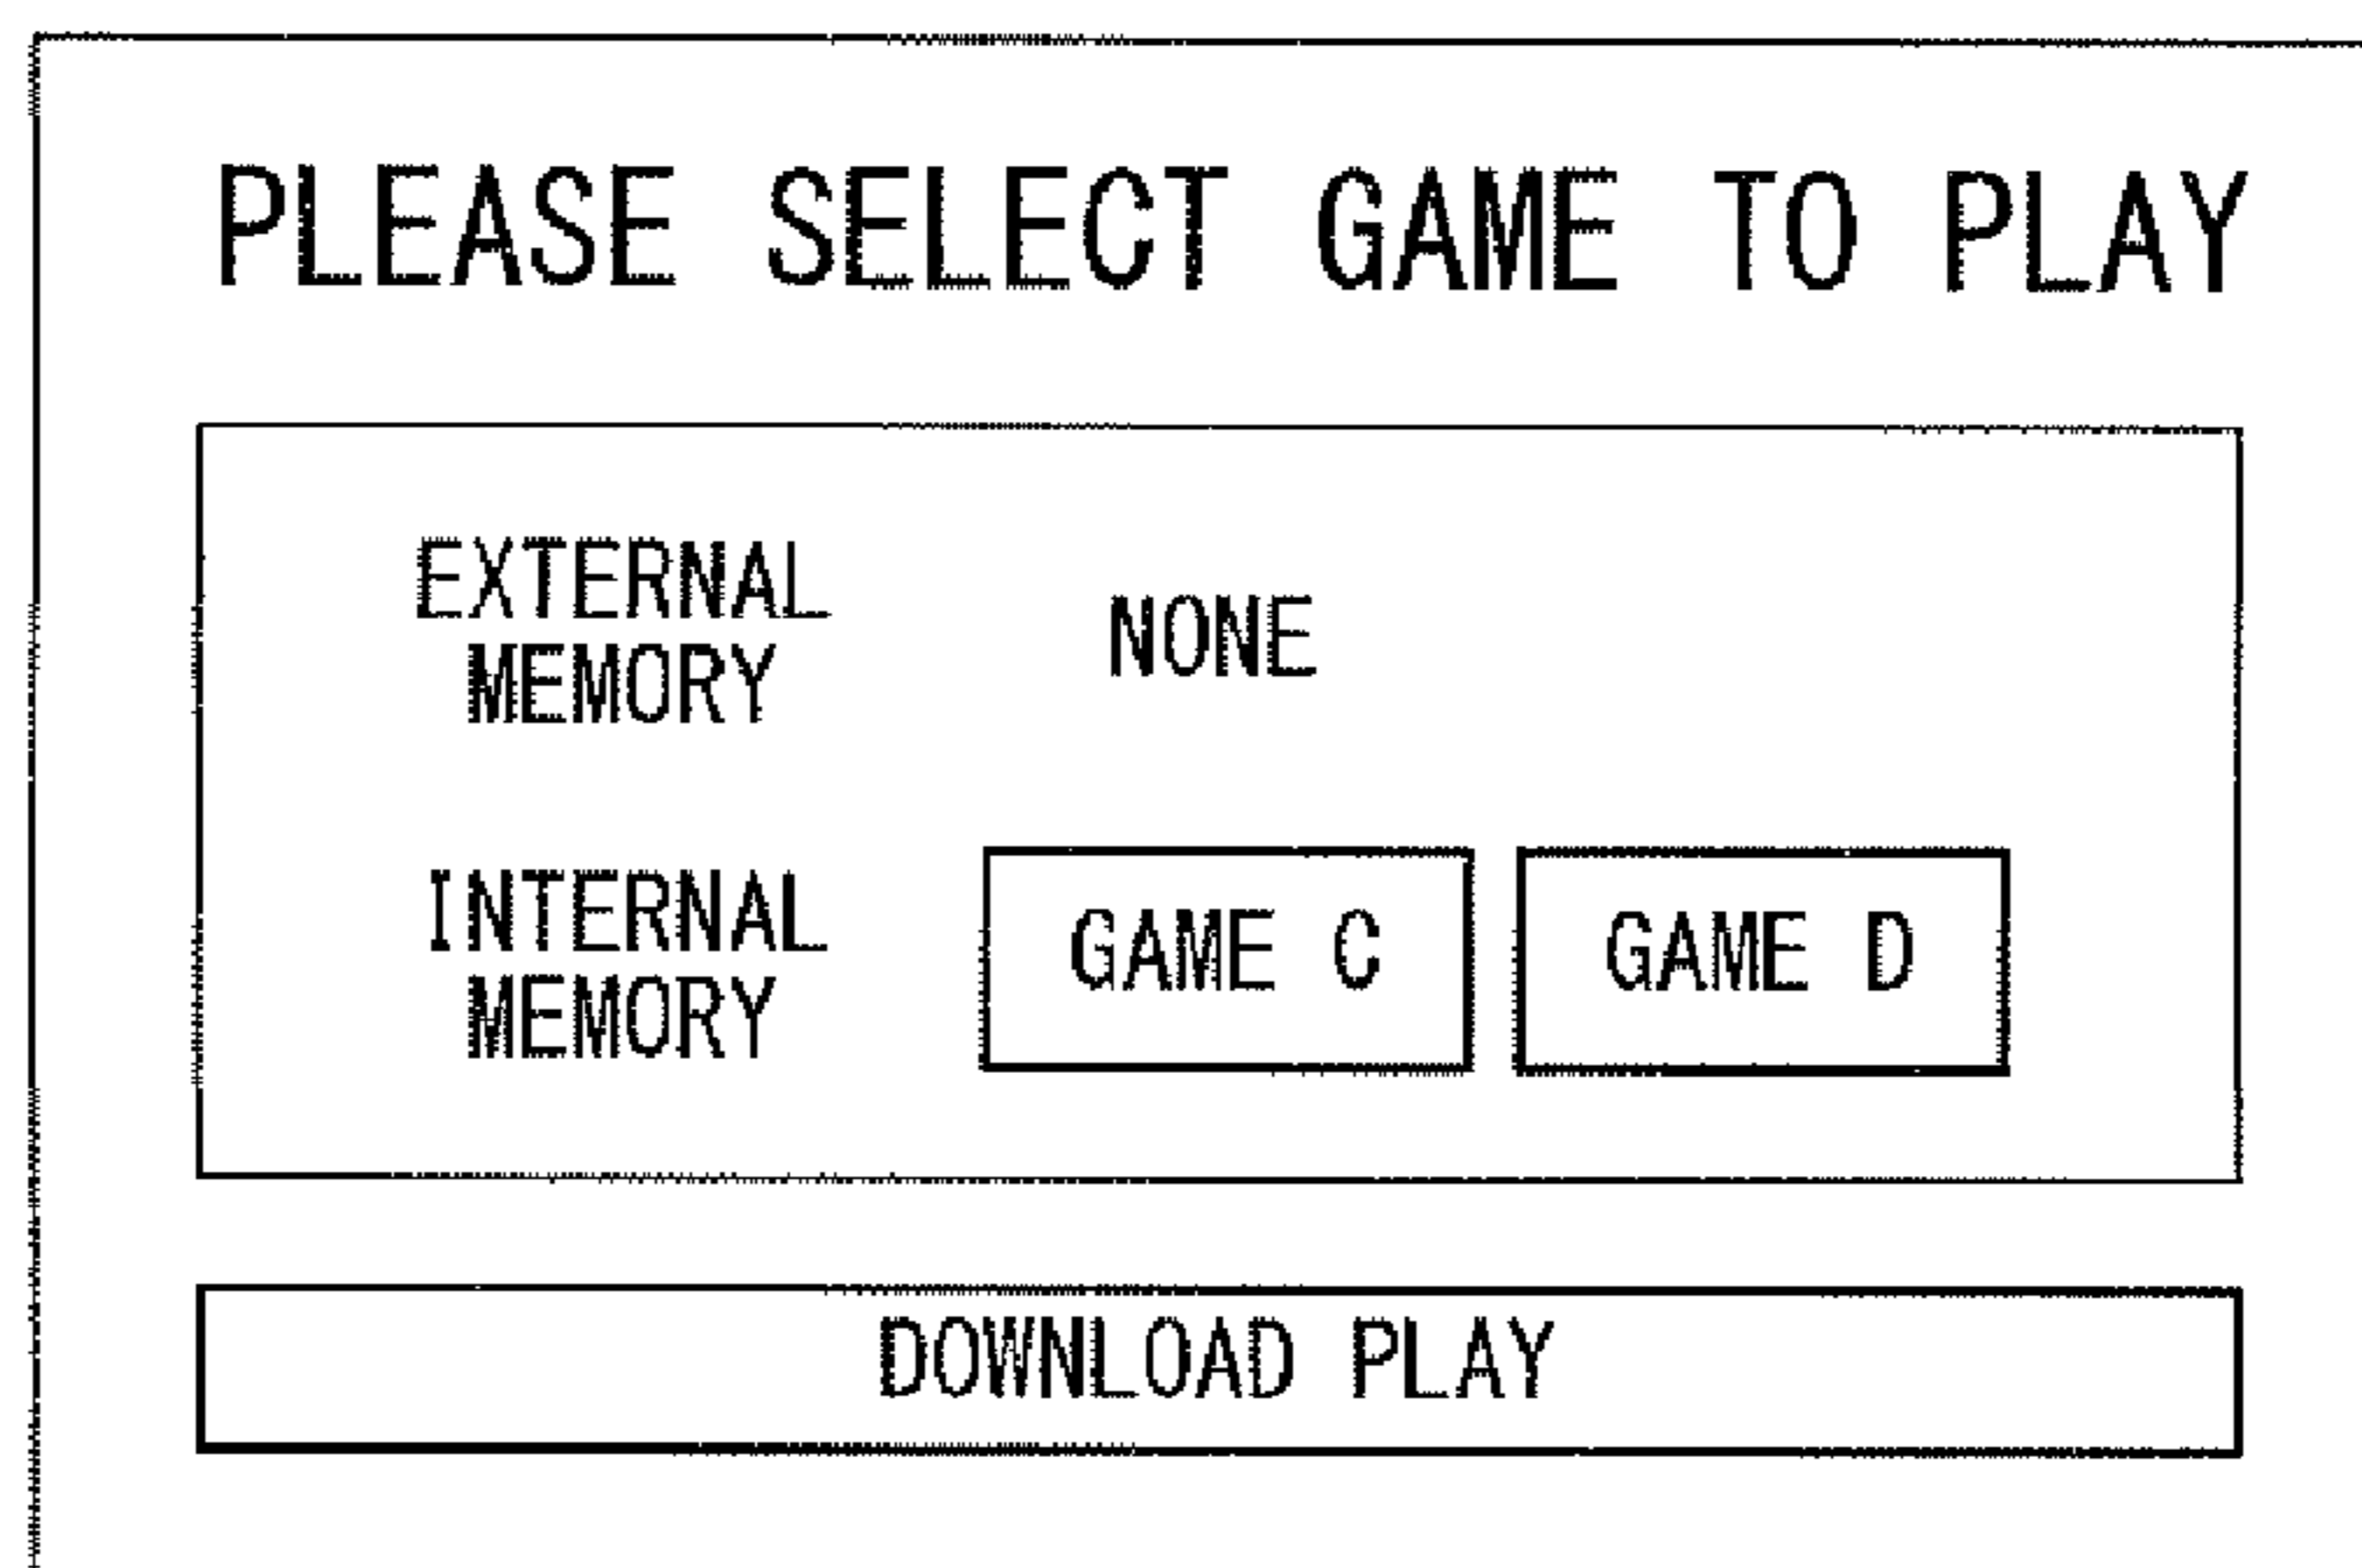 PLEASE SELECT GAME TO PLAY
EXTERNAL
MEMORY
NONE
INTERNAL
MEMORY
GAME C
GAME D
DOWNLOAD PLAY